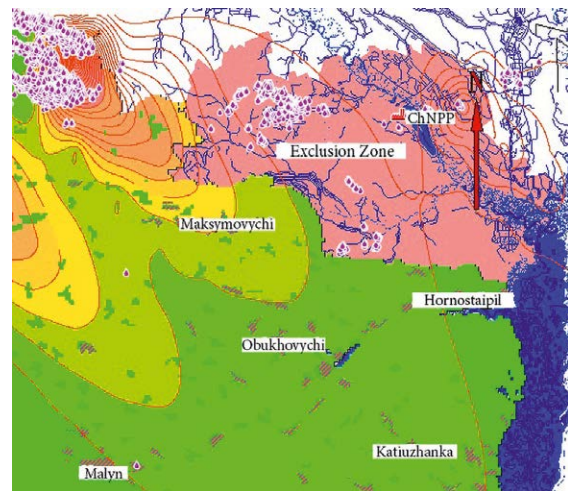 N
ChNPP
Exclusion Zone
Maksymovychi
Hornostaipil
Obukhovychi
Katiuzhanka
Malyn